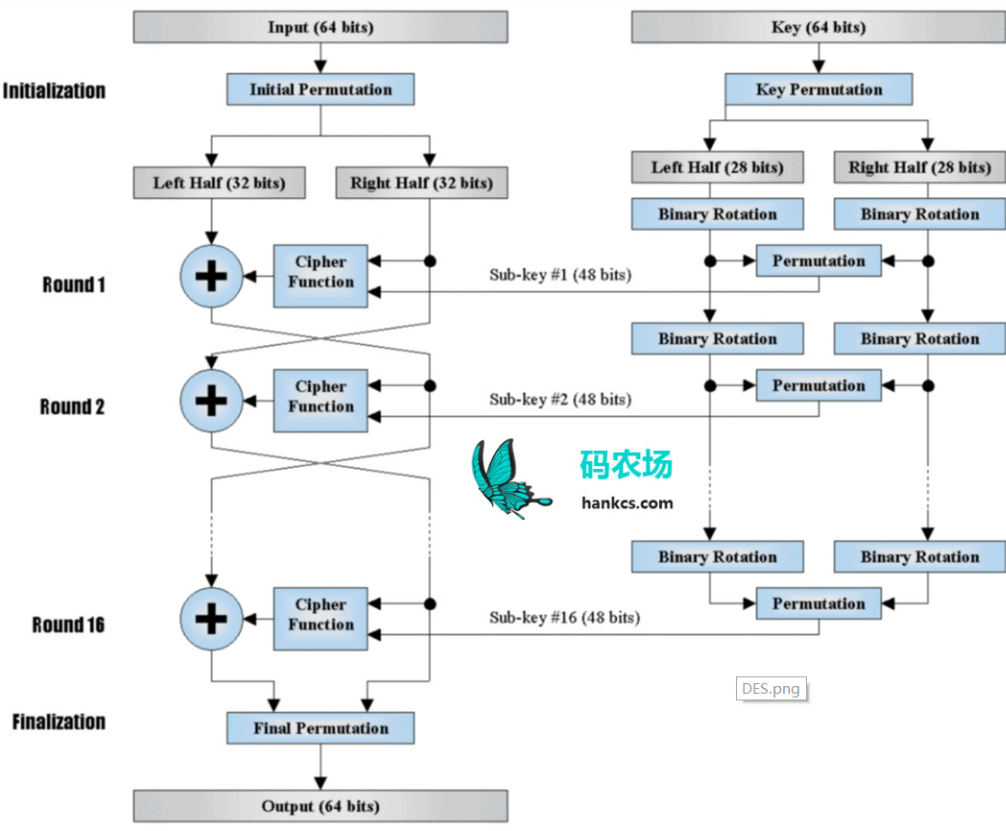 Input (64 bits)
Key (64 bits)
Initialization
Initial Permutation
Key Permutation
Left Half (32 bits)
Right Half (32 bits)
Left Half (28 bits)
Right Half (28 bits)
Binary Rotation
Binary Rotation
Round 1
Cipher
Function
Sub-key #1 (48 bits)
Permutation
Binary Rotation
Binary Rotation
Round 2
Cipher
Function
Sub-key #2 (48 bits)
Permutation
码农场
hankcs.com
Binary Rotation
Binary Rotation
Round 16
Cipher
Function
Sub-key #16 (48 bits)
Permutation
DES.png
Finalization
Final Permutation
Output (64 bits)